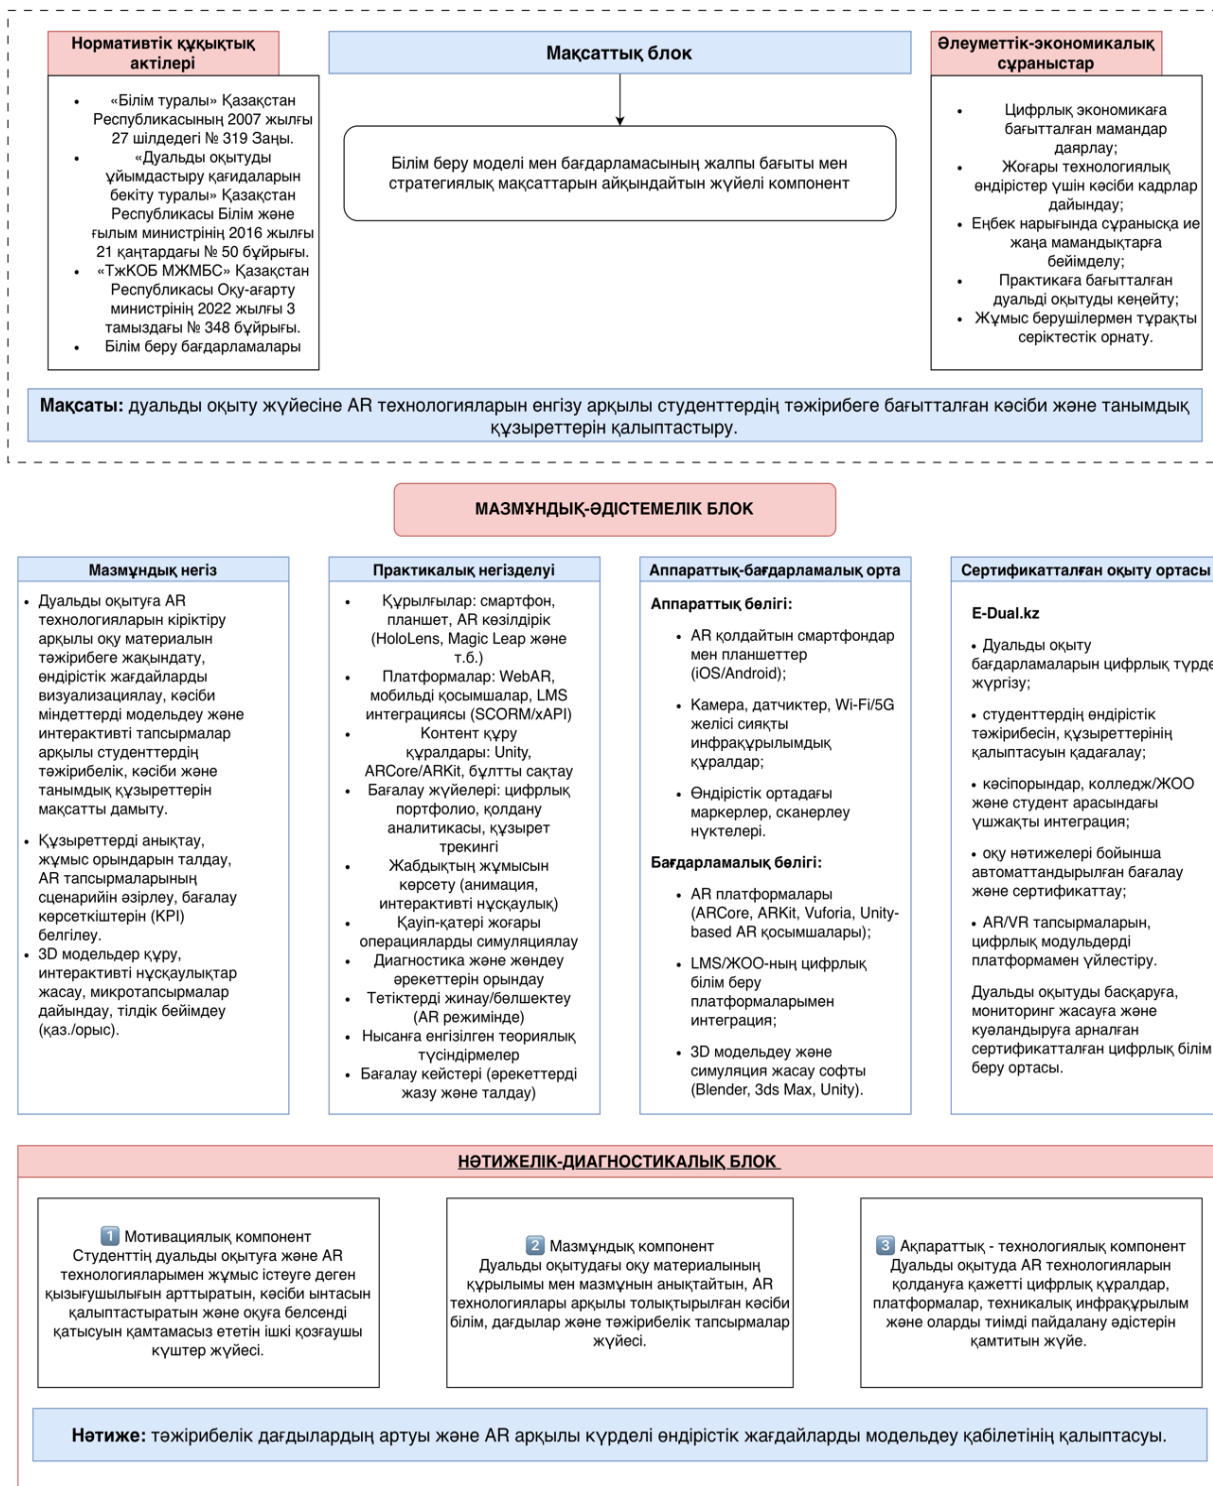 Нормативтік құқықтық
актілері
«Білім туралы» Қазақстан
Республикасының 2007 жылғы
27 шілдедегі № 319 Заңы.
«Дуальды оқытуды
ұйымдастыру қағидаларын
бекіту туралы» Қазақстан
Республикасы Білім және
ғылым министрінің 2016 жылғы
21 қаңтардағы № 50 бұйрығы.
«ТжКОБ МЖМБС» Қазақстан
Республикасы Оқу-ағарту
министрінің 2022 жылғы 3
тамыздағы № 348 бұйрығы.
Білім беру бағдарламалары
Мақсаттық блок
Білім беру моделі мен бағдарламасының жалпы бағыты мен
стратегиялық мақсаттарын айқындайтын жүйелі компонент
Әлеуметтік-экономикалық
сұраныстар
Цифрлық экономикаға
бағытталған мамандар
даярлау;
Жоғары технологиялық
өндірістер үшін кәсіби кадрлар
дайындау;
Еңбек нарығында сұранысқа ие
жаңа мамандықтарға
бейімделу;
Практикаға бағытталған
дуальді оқытуды кеңейту;
Жұмыс берушілермен тұрақты
серіктестік орнату.
Мақсаты: дуальды оқыту жүйесіне AR технологияларын енгізу арқылы студенттердің тәжірибеге бағытталған кәсіби және танымдық
құзыреттерін қалыптастыру.
МАЗМҰНДЫҚ-ӘДІСТЕМЕЛІК БЛОК
Мазмұндық негіз
Дуальды оқытуға AR
технологияларын кіріктіру
арқылы оқу материалын
тәжірибеге жақындату,
өндірістік жағдайларды
визуализациялау, кәсіби
міндеттерді модельдеу және
интерактивті тапсырмалар
арқылы студенттердің
тәжірибелік, кәсіби және
танымдық құзыреттерін
мақсатты дамыту.
Құзыреттерді анықтау,
жұмыс орындарын талдау,
AR тапсырмаларының
сценарийін әзірлеу, бағалау
көрсеткіштерін (KPI)
белгілеу.
3D модельдер құру,
интерактивті нұсқаулықтар
жасау, микротапсырмалар
дайындау, тілдік бейімдеу
(қаз./орыс).
Практикалық негізделуі
Құрылғылар: смартфон,
планшет, AR көзілдірік
(HoloLens, Magic Leap және
т.б.)
Платформалар: WebAR,
мобильді қосымшалар, LMS
интеграциясы (SCORM/xAPI)
Контент құру
құралдары: Unity,
ARCore/ARKit, бұлтты сақтау
Бағалау жүйелері: цифрлық
портфолио, қолдану
аналитикасы, құзырет
трекингі
Жабдықтың жұмысын
көрсету (анимация,
интерактивті нұсқаулық)
Қауіп-қатері жоғары
операцияларды симуляциялау
Диагностика және жөндеу
әрекеттерін орындау
Тетіктерді жинау/бөлшектеу
(AR режимінде)
Нысанға енгізілген теориялық
түсіндірмелер
Бағалау кейстері (әрекеттерді
жазу және талдау)
Аппараттық-бағдарламалық орта
Аппараттық бөлігі:
AR қолдайтын смартфондар
мен планшеттер
(iOS/Android);
Камера, датчиктер, Wi-Fi/5G
желісі сияқты
инфрақұрылымдық
құралдар;
Өндірістік ортадағы
маркерлер, сканерлеу
нүктелері.
Бағдарламалық бөлігі:
AR платформалары
(ARCore, ARKit, Vuforia, Unity-
based AR қосымшалары);
LMS/ЖОО-ның цифрлық
білім беру
платформаларымен
интеграция;
3D модельдеу және
симуляция жасау софты
(Blender, 3ds Max, Unity).
Сертификатталған оқыту ортасы
E-Dual.kz
• Дуальды оқыту
бағдарламаларын цифрлық түрде
жүргізу;
• студенттердің өндірістік
тәжірибесін, құзыреттерінің
қалыптасуын қадағалау;
• кәсіпорындар, колледж/ЖОО
және студент арасындағы
үшжақты интеграция;
• оқу нәтижелері бойынша
автоматтандырылған бағалау
және сертификаттау;
• AR/VR тапсырмаларын,
цифрлық модульдерді
платформамен үйлестіру.
Дуальды оқытуды басқаруға,
мониторинг жасауға және
куәландыруға арналған
сертификатталған цифрлық білім
беру ортасы.
НӘТИЖЕЛІК-ДИАГНОСТИКАЛЫҚ БЛОК
1 Мотивациялық компонент
Студенттің дуальды оқытуға және AR
технологияларымен жұмыс істеуге деген
қызығушылығын арттыратын, кәсіби ынтасын
қалыптастыратын және оқуға белсенді
қатысуын қамтамасыз ететін ішкі қозғаушы
күштер жүйесі.
2 Мазмұндық компонент
Дуальды оқытудағы оқу материалының
құрылымы мен мазмұнын анықтайтын, AR
технологиялары арқылы толықтырылған кәсіби
білім, дағдылар және тәжірибелік тапсырмалар
жүйесі.
3 Ақпараттық - технологиялық компонент
Дуальды оқытуда AR технологияларын
қолдануға қажетті цифрлық құралдар,
платформалар, техникалық инфрақұрылым
және оларды тиімді пайдалану әдістерін
қамтитын жүйе.
Нәтиже: тәжірибелік дағдылардың артуы және AR арқылы күрделі өндірістік жағдайларды модельдеу қабілетінің қалыптасуы.